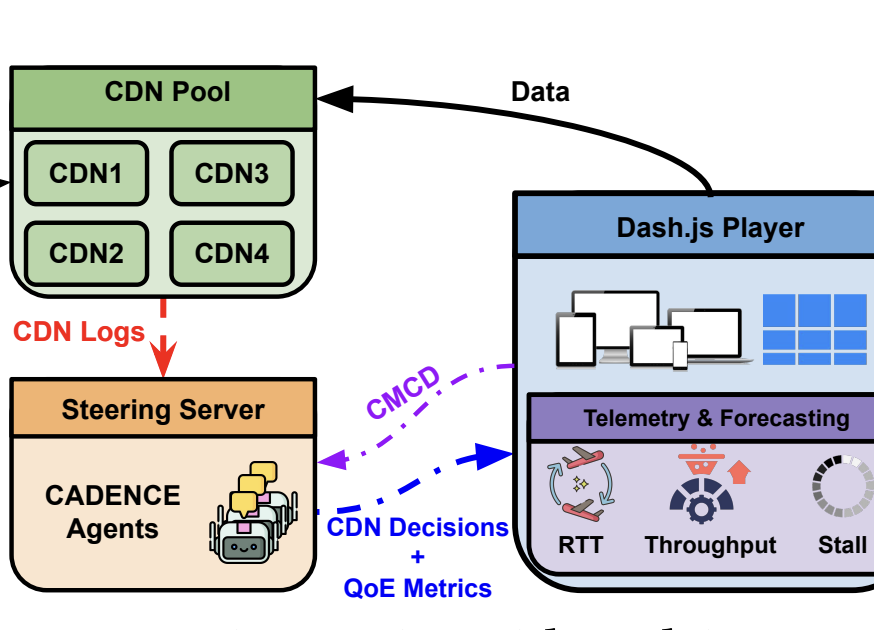 CDN Pool
Data
CDN1
CDN3
CDN2
CDN4
Dash.js Player
CDN Logs
CMCD
Steering Server
Telemetry & Forecasting
CADENCE
Agents
CDN Decisions
+
QoE Metrics
RTT
Throughput
Stall